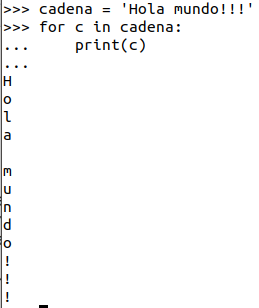 >>> cadena = 'Hola mundo!!!'
>>> for c in cadena:
...     print(c)
...
H
o
l
a

m
u
n
d
o
!
!
!